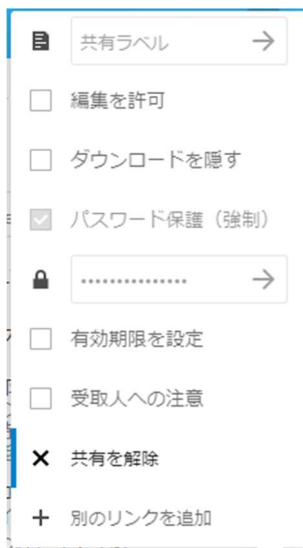 共有ラベル
編集を許可
ダウンロードを隠す
パスワード保護（強制）
...............
有効期限を設定
受取人への注意
共有を解除
別のリンクを追加